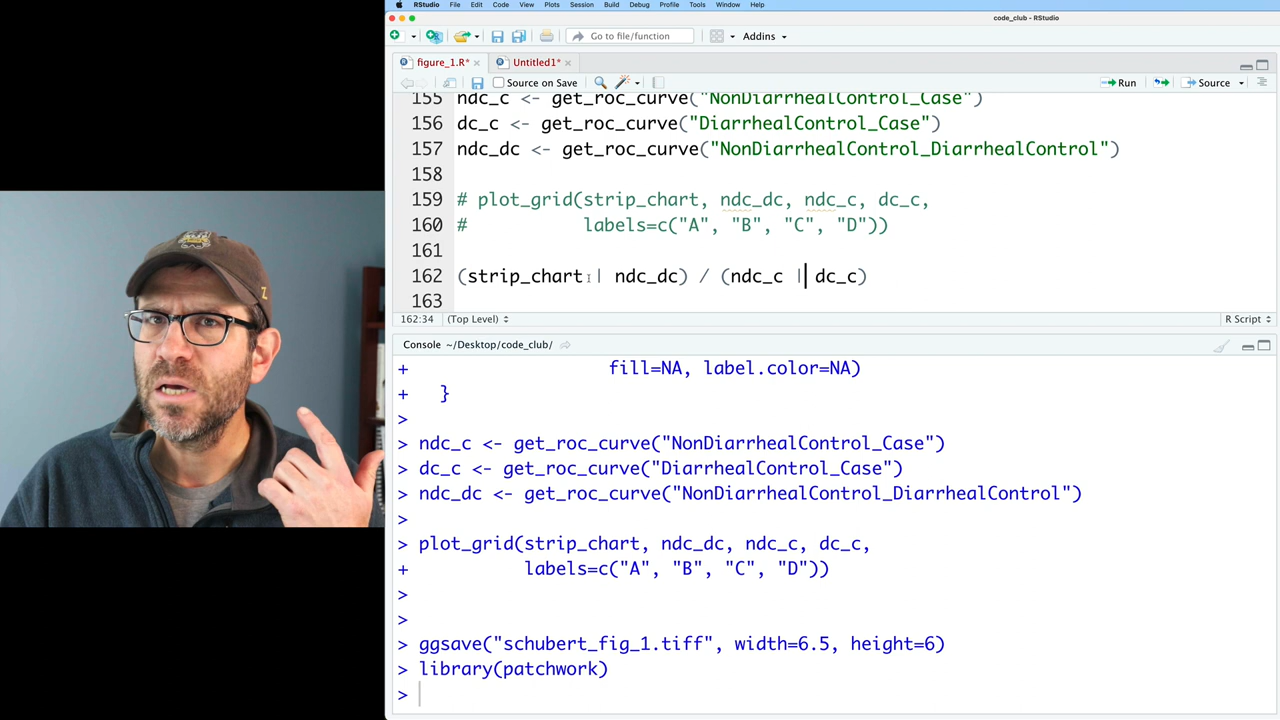 RStudio File Edit Code View Plots Session Build Debug Profile Tools Window Help
code_club - RStudio
Go to file/function Addins
figure_1.R* Untitled1*
Source on Save Run Source
155 ndc_c <- get_roc_curve("NonDiarrhealControl_Case")
156 dc_c <- get_roc_curve("DiarrhealControl_Case")
157 ndc_dc <- get_roc_curve("NonDiarrhealControl_DiarrhealControl")
158
159 # plot_grid(strip_chart, ndc_dc, ndc_c, dc_c,
160 # labels=c("A", "B", "C", "D"))
161
162 (strip_chart | ndc_dc) / (ndc_c | dc_c)
163
162:34 (Top Level) R Script
Console ~/Desktop/code_club/
+ fill=NA, label.color=NA)
+ }
>
> ndc_c <- get_roc_curve("NonDiarrhealControl_Case")
> dc_c <- get_roc_curve("DiarrhealControl_Case")
> ndc_dc <- get_roc_curve("NonDiarrhealControl_DiarrhealControl")
>
> plot_grid(strip_chart, ndc_dc, ndc_c, dc_c,
+ labels=c("A", "B", "C", "D"))
>
>
> ggsave("schubert_fig_1.tiff", width=6.5, height=6)
> library(patchwork)
>